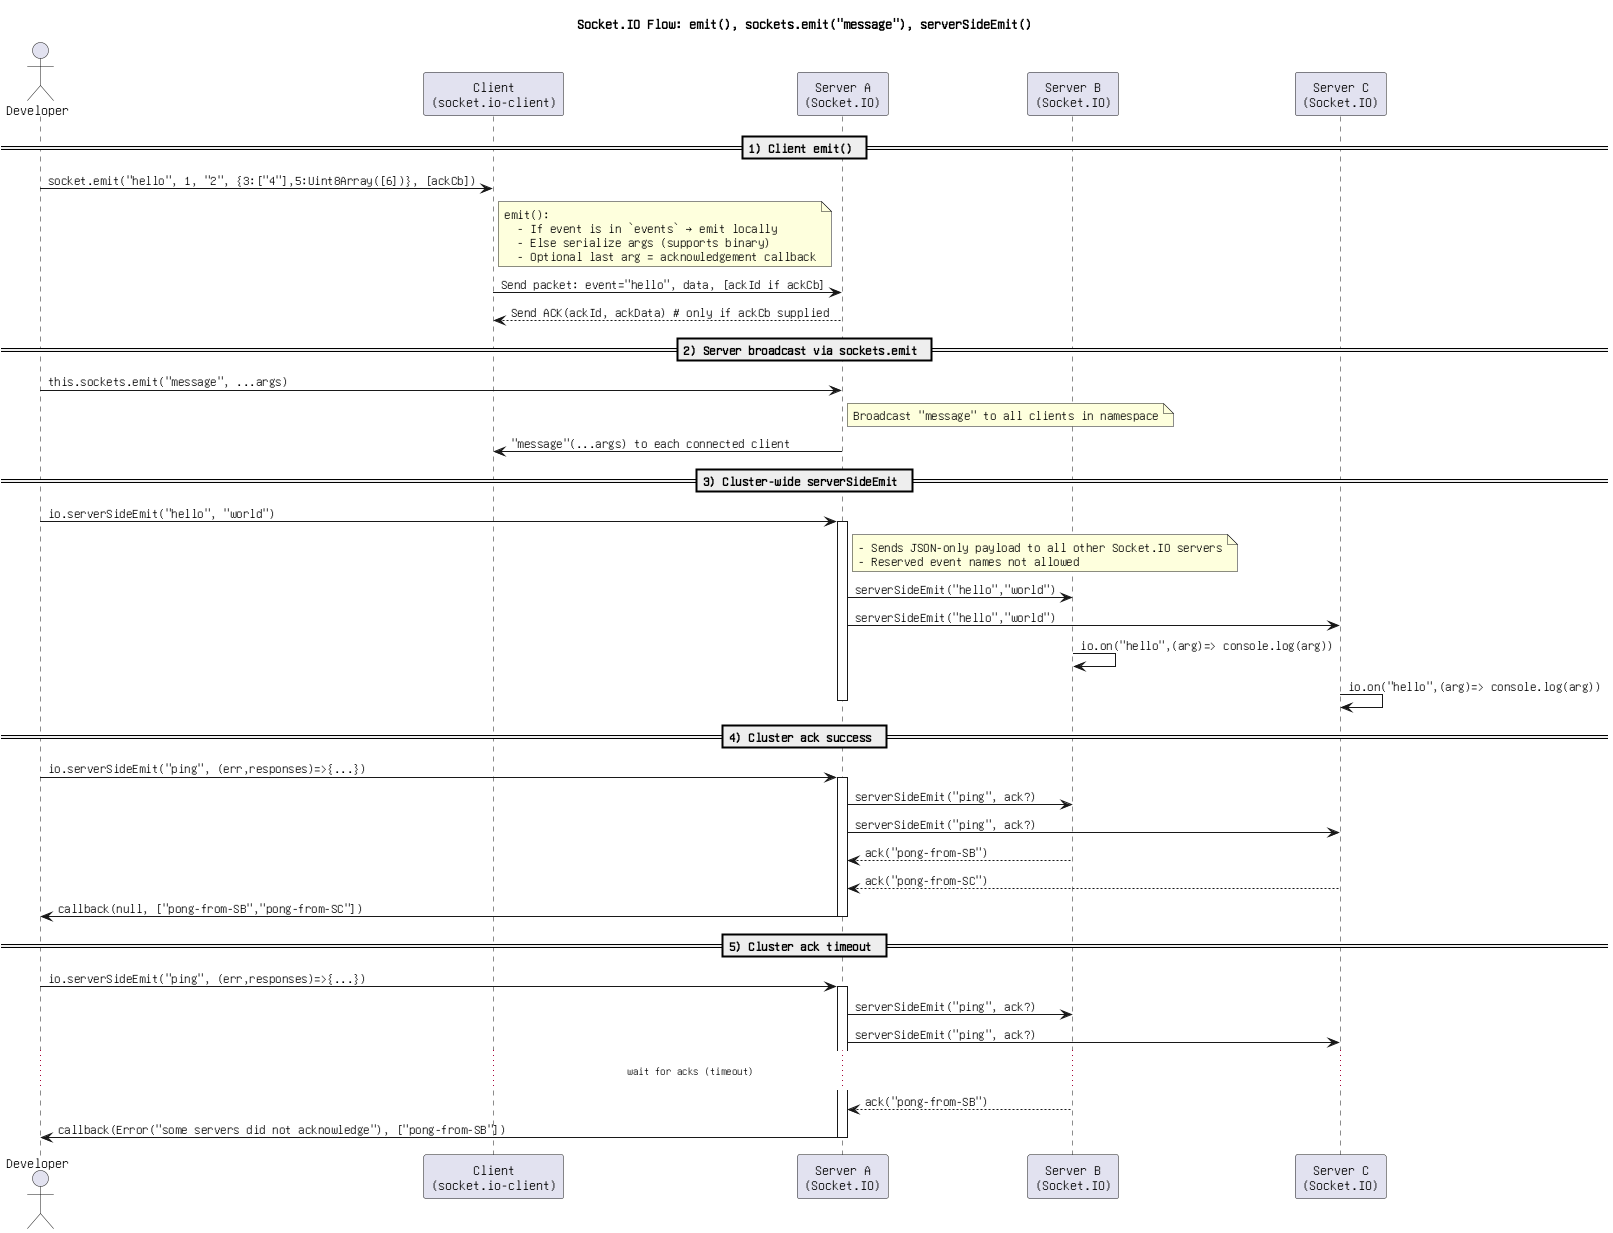 Socket.IO Flow: emit(), sockets.emit("message"), serverSideEmit()
Developer
Client
(socket.io-client)
Server A
(Socket.IO)
Server B
(Socket.IO)
Server C
(Socket.IO)
1) Client emit()
socket.emit("hello", 1, "2", {3:["4"],5:Uint8Array([6])}, [ackCb])
emit():
- If event is in `events` → emit locally
- Else serialize args (supports binary)
- Optional last arg = acknowledgement callback
Send packet: event="hello", data, [ackId if ackCb]
Send ACK(ackId, ackData) # only if ackCb supplied
2) Server broadcast via sockets.emit
this.sockets.emit("message", ...args)
Broadcast "message" to all clients in namespace
"message"(...args) to each connected client
3) Cluster-wide serverSideEmit
io.serverSideEmit("hello", "world")
- Sends JSON-only payload to all other Socket.IO servers
- Reserved event names not allowed
serverSideEmit("hello","world")
serverSideEmit("hello","world")
io.on("hello",(arg)=> console.log(arg))
io.on("hello",(arg)=> console.log(arg))
4) Cluster ack success
io.serverSideEmit("ping", (err,responses)=>{...})
serverSideEmit("ping", ack?)
serverSideEmit("ping", ack?)
ack("pong-from-SB")
ack("pong-from-SC")
callback(null, ["pong-from-SB","pong-from-SC"])
5) Cluster ack timeout
io.serverSideEmit("ping", (err,responses)=>{...})
serverSideEmit("ping", ack?)
serverSideEmit("ping", ack?)
wait for acks (timeout)
ack("pong-from-SB")
callback(Error("some servers did not acknowledge"), ["pong-from-SB"])
Developer
Client
(socket.io-client)
Server A
(Socket.IO)
Server B
(Socket.IO)
Server C
(Socket.IO)